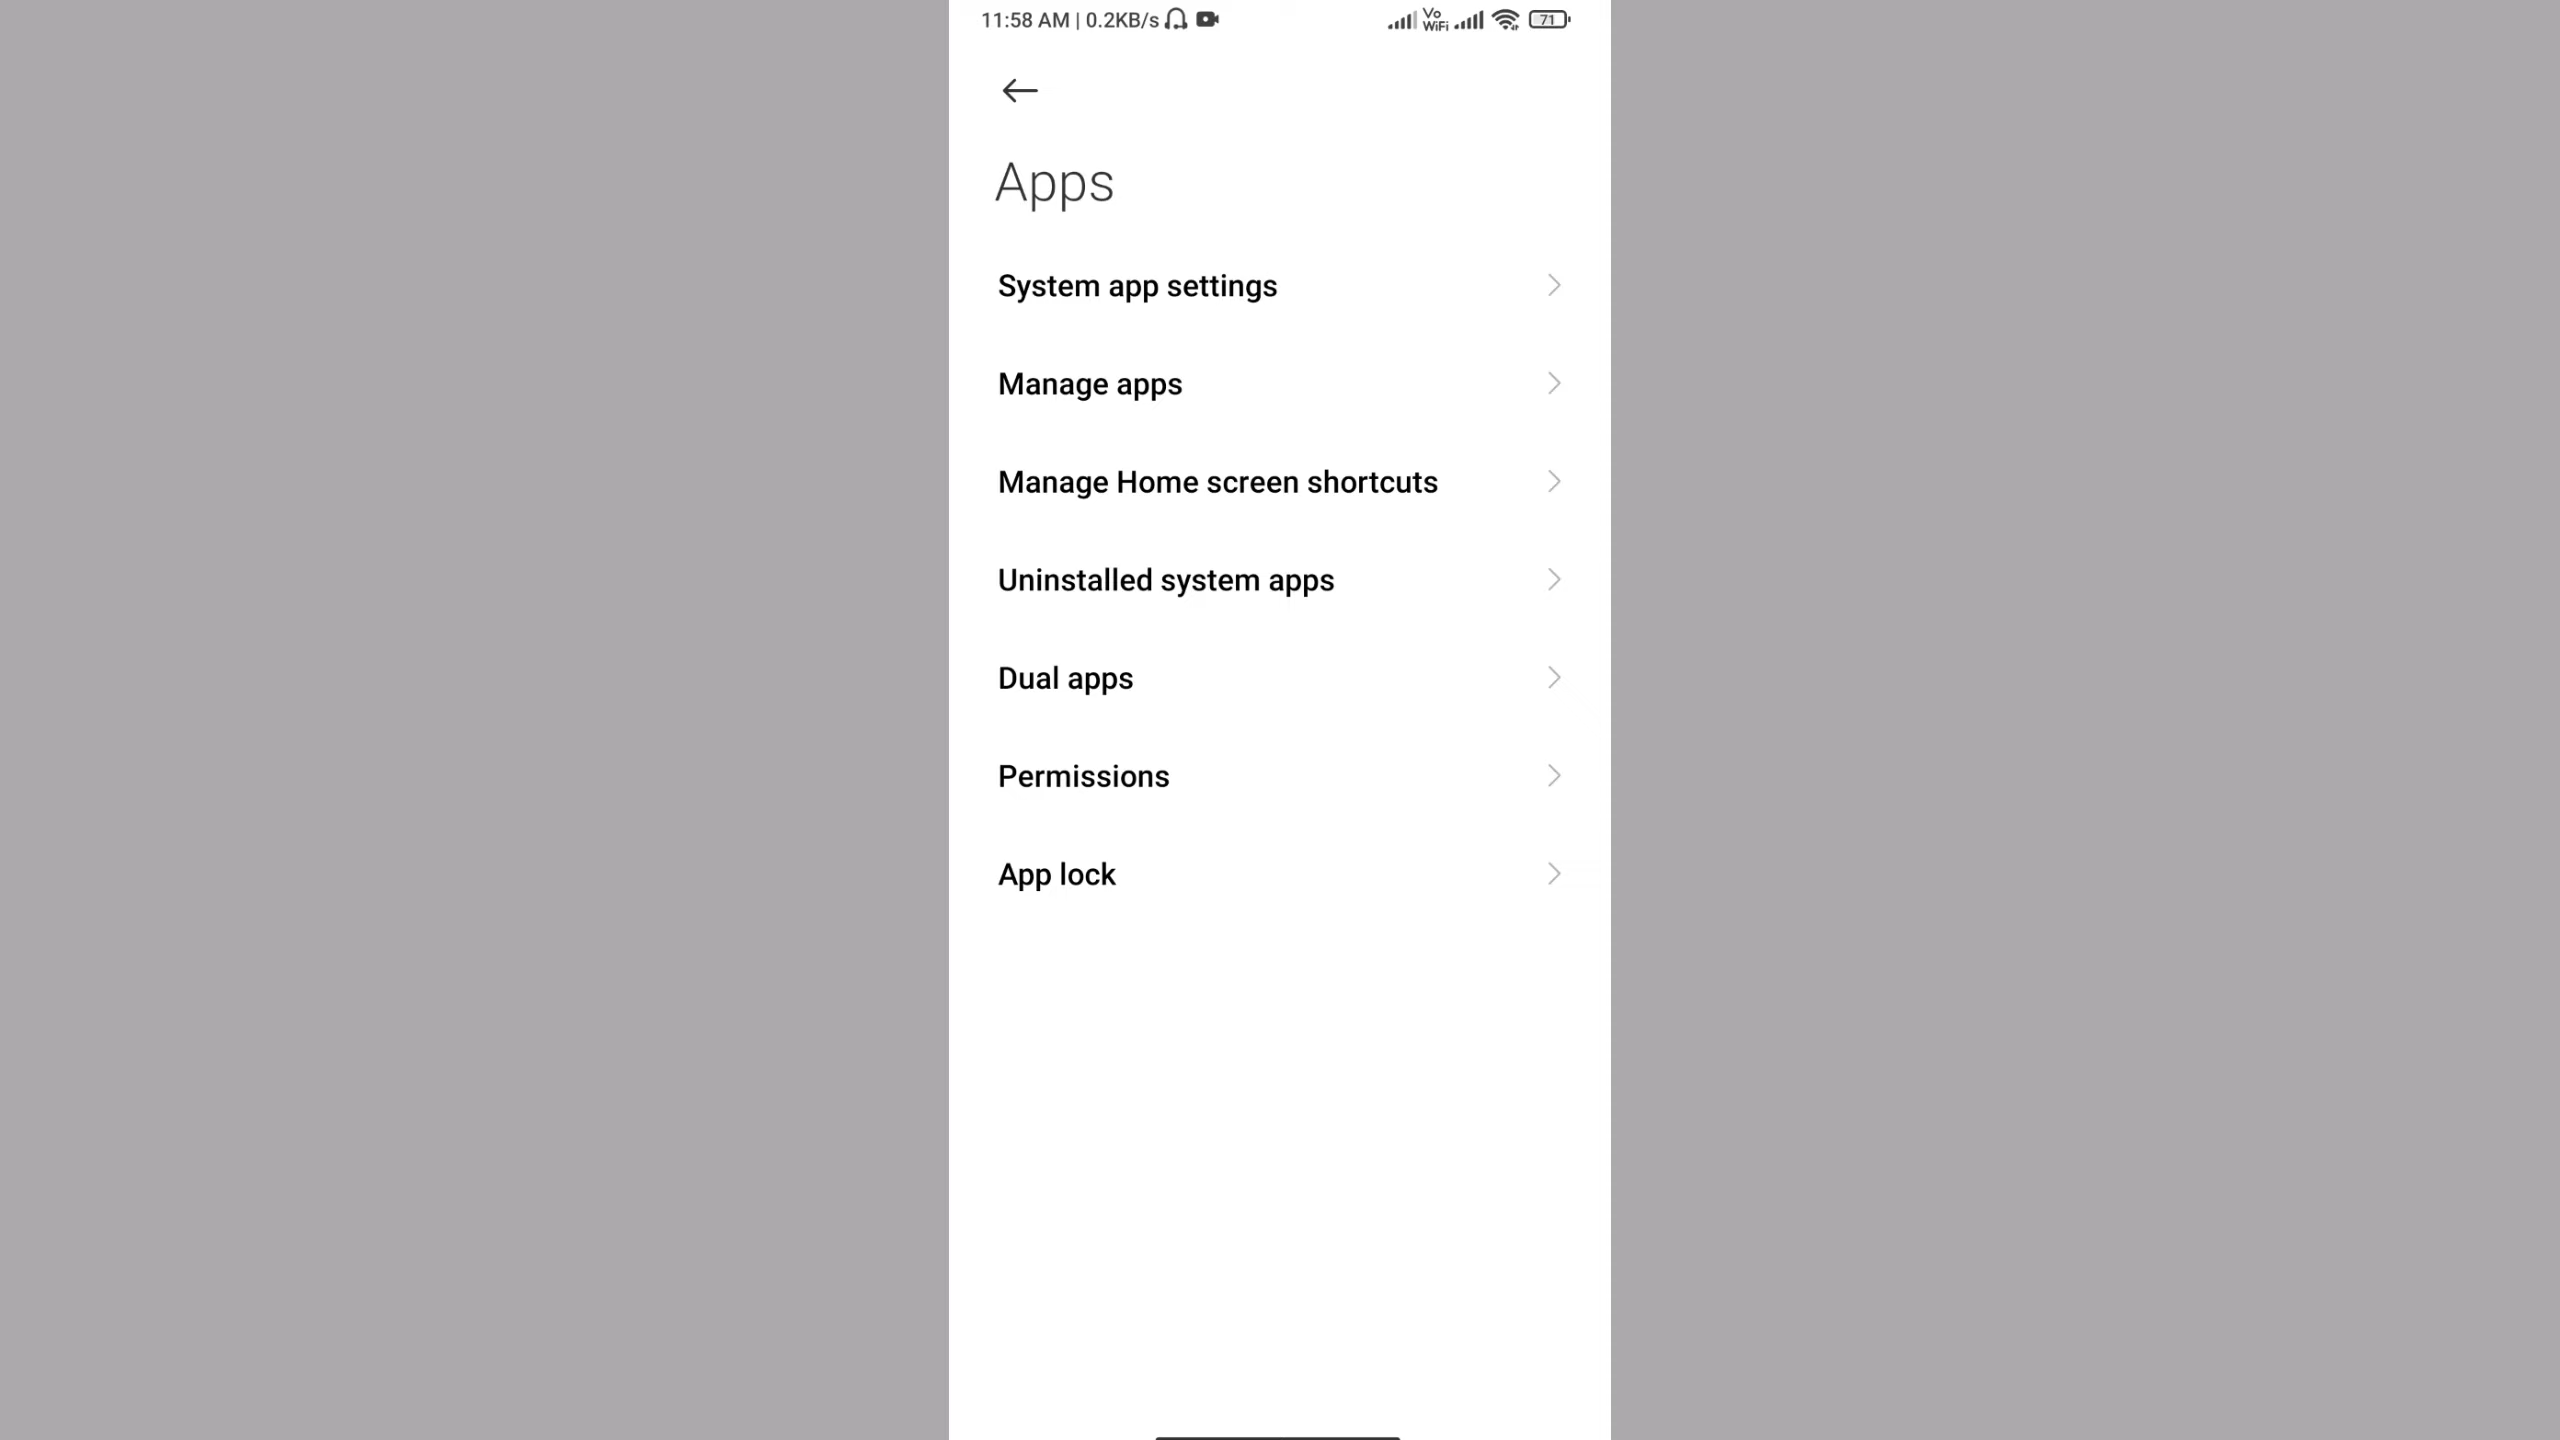 11:58 AM | 0.2KB/s
Vo
WiFi
71
Apps
System app settings
Manage apps
Manage Home screen shortcuts
Uninstalled system apps
Dual apps
Permissions
App lock